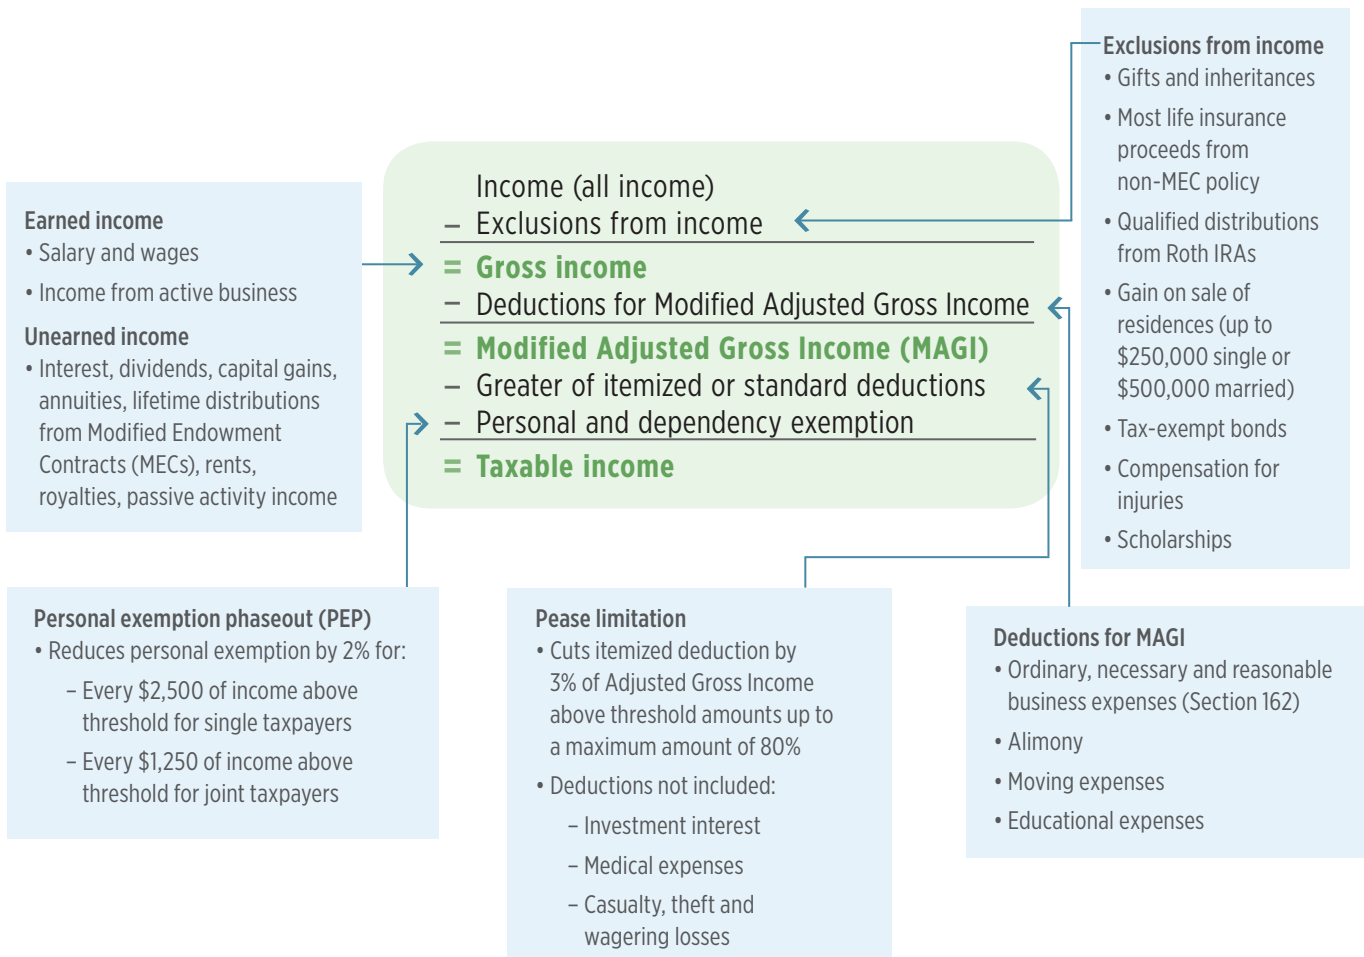 Exclusions from income
• Gifts and inheritances
• Most life insurance
proceeds from
non-MEC policy
• Qualified distributions
from Roth IRAs
• Gain on sale of
residences (up to
$250,000 single or
$500,000 married)
• Tax-exempt bonds
• Compensation for
injuries
• Scholarships
Income (all income)
– Exclusions from income
= Gross income
– Deductions for Modified Adjusted Gross Income
= Modified Adjusted Gross Income (MAGI)
– Greater of itemized or standard deductions
– Personal and dependency exemption
= Taxable income
Earned income
• Salary and wages
• Income from active business
Unearned income
• Interest, dividends, capital gains,
annuities, lifetime distributions
from Modified Endowment
Contracts (MECs), rents,
royalties, passive activity income
Personal exemption phaseout (PEP)
• Reduces personal exemption by 2% for:
– Every $2,500 of income above
threshold for single taxpayers
– Every $1,250 of income above
threshold for joint taxpayers
Pease limitation
• Cuts itemized deduction by
3% of Adjusted Gross Income
above threshold amounts up to
a maximum amount of 80%
• Deductions not included:
– Investment interest
– Medical expenses
– Casualty, theft and
wagering losses
Deductions for MAGI
• Ordinary, necessary and reasonable
business expenses (Section 162)
• Alimony
• Moving expenses
• Educational expenses